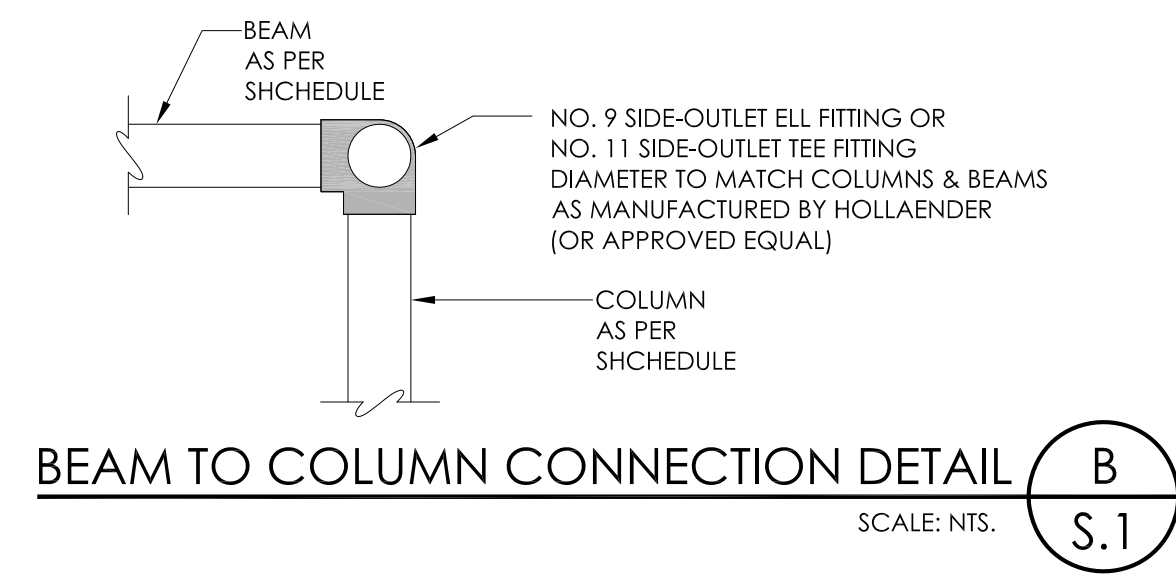 BEAM
AS PER
SHCHEDULE
NO. 9 SIDE-OUTLET ELL FITTING OR
NO. 11 SIDE-OUTLET TEE FITTING
DIAMETER TO MATCH COLUMNS & BEAMS
AS MANUFACTURED BY HOLLAENDER
(OR APPROVED EQUAL)
COLUMN
AS PER
SHCHEDULE
BEAM TO COLUMN CONNECTION DETAIL
B
SCALE: NTS.
S.1